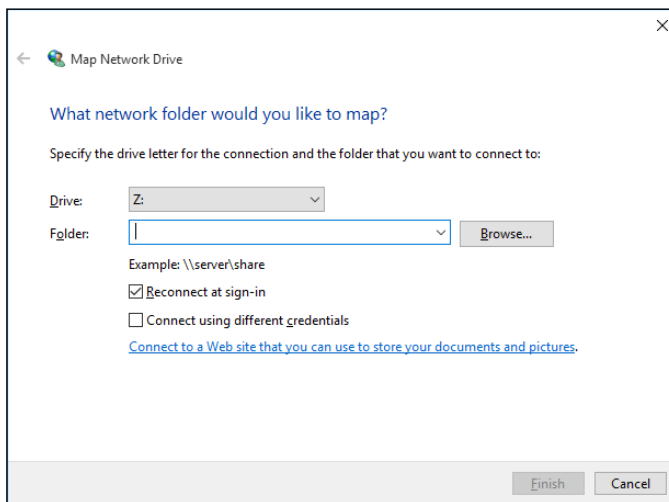 Map Network Drive
What network folder would you like to map?
Specify the drive letter for the connection and the folder that you want to connect to:
Drive: Z:
Folder: Browse...
Example: \\server\share
Reconnect at sign-in
Connect using different credentials
Connect to a Web site that you can use to store your documents and pictures.
Finish Cancel